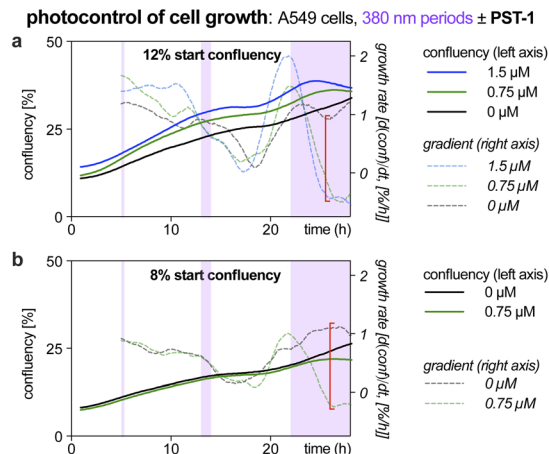 photocontrol of cell growth: A549 cells, 380 nm periods ± PST-1
a
12% start confluency
50
25
0
confluency [%]
0
10
20
time (h)
2
1
0
growth rate [d(conf)/dt, [%/h]]
confluency (left axis)
1.5 µM
0.75 µM
0 µM
gradient (right axis)
1.5 µM
0.75 µM
0 µM
b
8% start confluency
50
25
0
confluency [%]
0
10
20
time (h)
2
1
0
growth rate [d(conf)/dt, [%/h]]
confluency (left axis)
0 µM
0.75 µM
gradient (right axis)
0 µM
0.75 µM